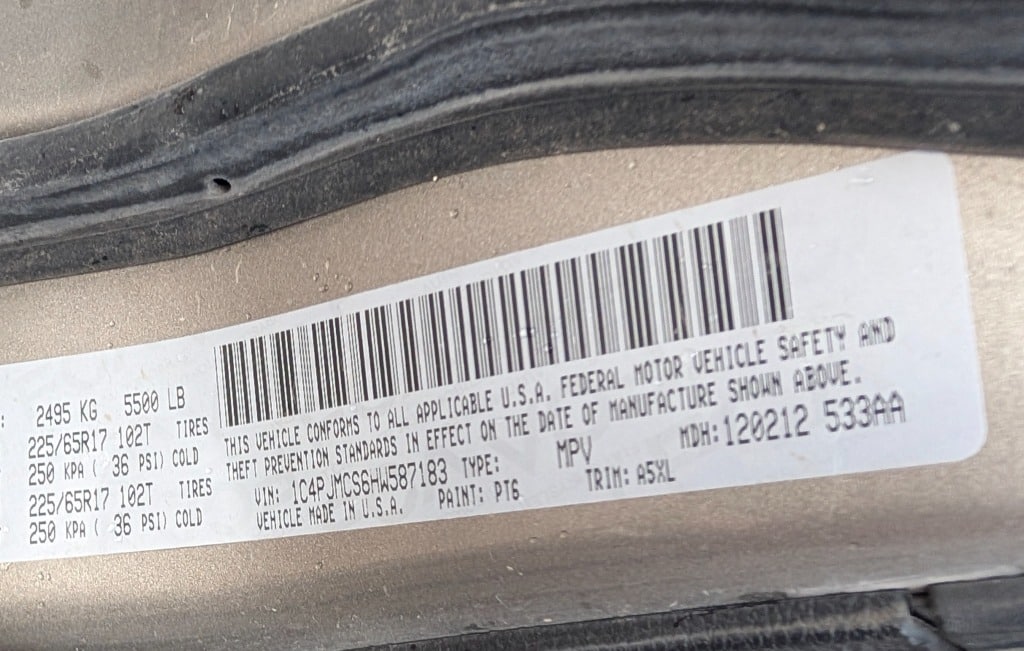 : 2495 KG 5500 LB
225/65R17 102T TIRES
250 KPA ( 36 PSI) COLD
225/65R17 102T TIRES
250 KPA ( 36 PSI) COLD
THIS VEHICLE CONFORMS TO ALL APPLICABLE U.S.A. FEDERAL MOTOR VEHICLE SAFETY AND
THEFT PREVENTION STANDARDS IN EFFECT ON THE DATE OF MANUFACTURE SHOWN ABOVE.
VIN: 1C4PJMCS6HW587183 TYPE: MPV MDH: 120212 533AA
VEHICLE MADE IN U.S.A. PAINT: PT6 TRIM: A5XL